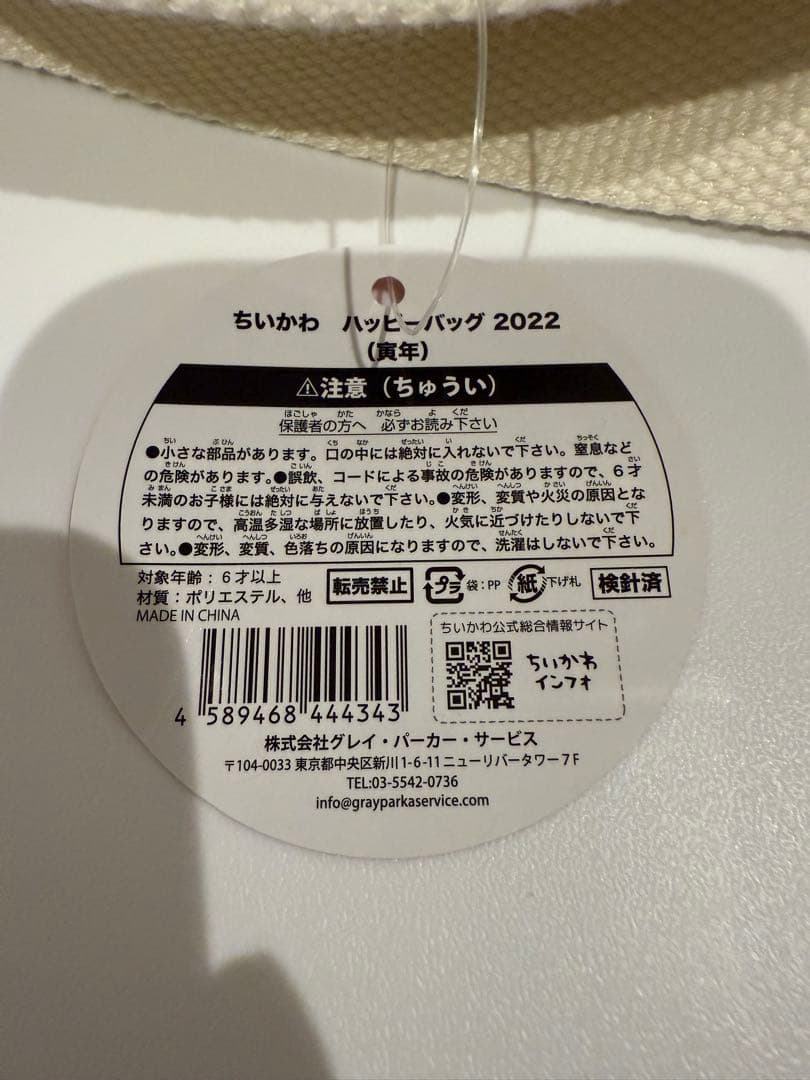 ちいかわ ハッピーバッグ 2022
(寅年)
⚠注意(ちゅうい)
保護者の方へ 必ずお読み下さい
●小さな部品があります。口の中には絶対に入れないで下さい。窒息など
の危険があります。●誤飲、コードによる事故の危険がありますので、6才
未満のお子様には絶対に与えないで下さい。●変形、変質や火災の原因とな
りますので、高温多湿な場所に放置したり、火気に近づけたりしないで下
さい。●変形、変質、色落ちの原因になりますので、洗濯はしないで下さい。
対象年齢:6才以上
材質:ポリエステル、他
MADE IN CHINA
転売禁止
プラ 袋:PP
紙 下げ札
検針済
ちいかわ公式総合情報サイト
ちいかわ
インフォ
4 589468 444343
株式会社グレイ・パーカー・サービス
〒104-0033 東京都中央区新川1-6-11 ニューリバータワー7F
TEL:03-5542-0736
info@grayparkaservice.com